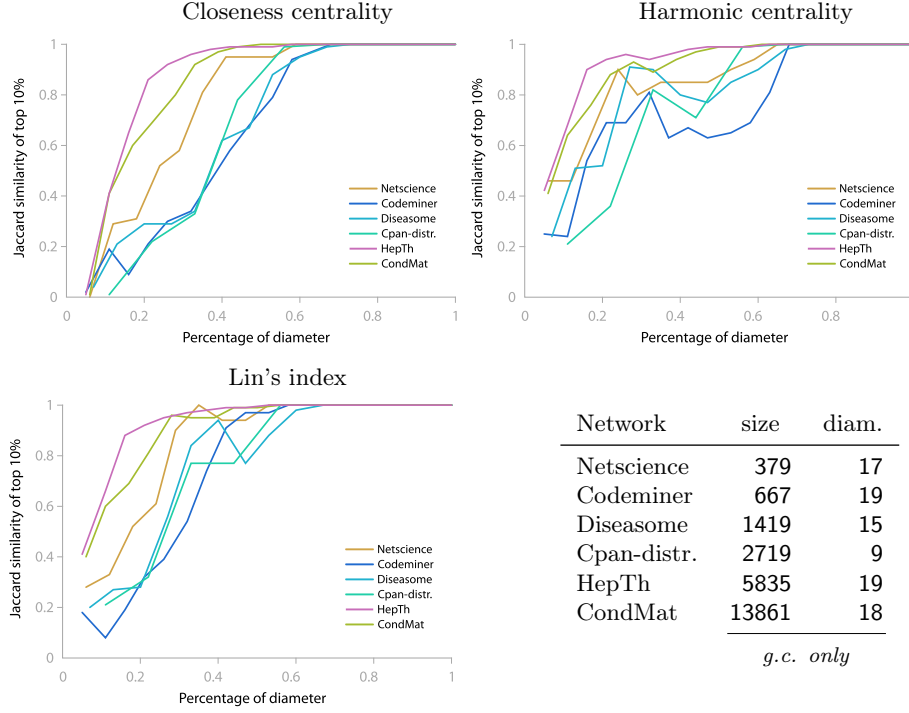 Closeness centrality
Jaccard similarity of top 10%
1
0.8
0.6
0.4
0.2
0
0 0.2 0.4 0.6 0.8 1
Percentage of diameter
Netscience
Codeminer
Diseasome
Cpan-distr.
HepTh
CondMat
Harmonic centrality
Jaccard similarity of top 10%
1
0.8
0.6
0.4
0.2
0
0 0.2 0.4 0.6 0.8
Percentage of diameter
Netscience
Codeminer
Diseasome
Cpan-distr.
HepTh
CondMat
Lin's index
Jaccard similarity of top 10%
1
0.8
0.6
0.4
0.2
0
0 0.2 0.4 0.6 0.8 1
Percentage of diameter
Netscience
Codeminer
Diseasome
Cpan-distr.
HepTh
CondMat
Network size diam.
Netscience 379 17
Codeminer 667 19
Diseasome 1419 15
Cpan-distr. 2719 9
HepTh 5835 19
CondMat 13861 18
g.c. only